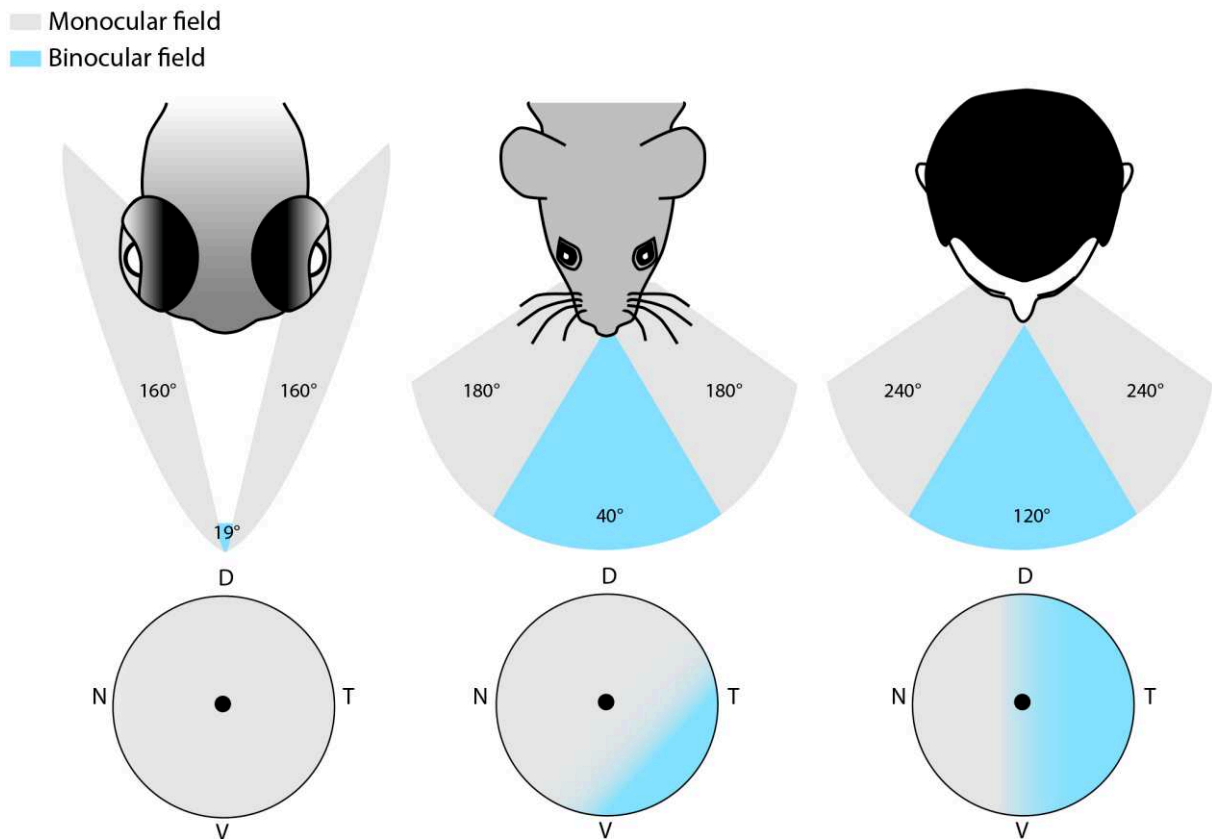 Monocular field
Binocular field
160° 160°
19°
180° 180°
40°
240° 240°
120°
D
N T
V
D
N T
V
D
N T
V